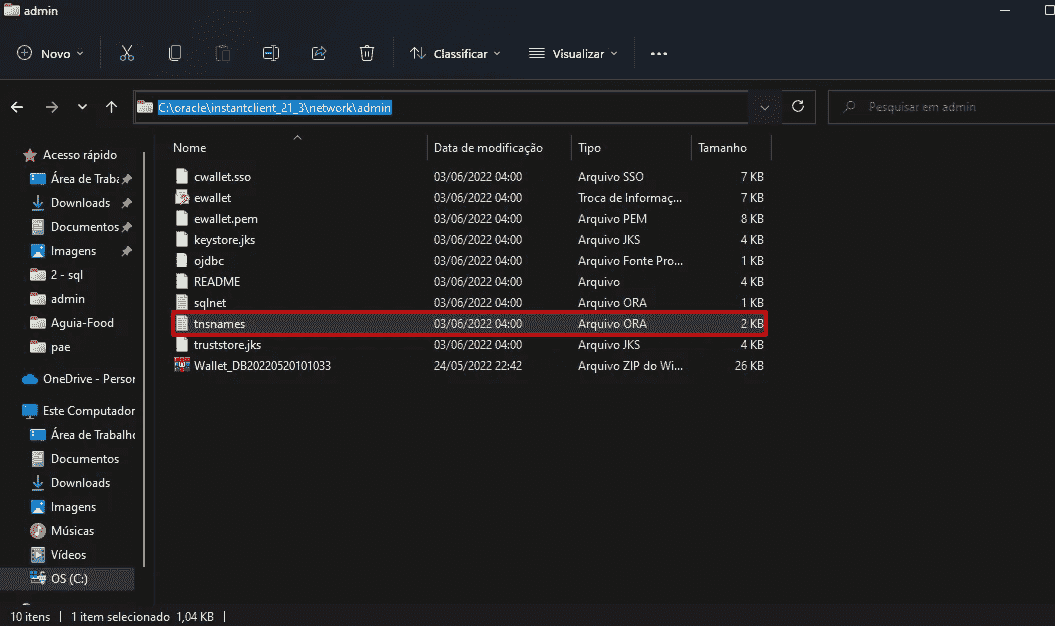 admin
Novo Classificar Visualizar
C:\oracle\instantclient_21_3\network\admin Pesquisar em admin
Nome Data de modificação Tipo Tamanho
cwallet.sso 03/06/2022 04:00 Arquivo SSO 7 KB
ewallet 03/06/2022 04:00 Troca de Informaç... 7 KB
ewallet.pem 03/06/2022 04:00 Arquivo PEM 8 KB
keystore.jks 03/06/2022 04:00 Arquivo JKS 4 KB
ojdbc 03/06/2022 04:00 Arquivo Fonte Pro... 1 KB
README 03/06/2022 04:00 Arquivo 4 KB
sqlnet 03/06/2022 04:00 Arquivo ORA 1 KB
tnsnames 03/06/2022 04:00 Arquivo ORA 2 KB
truststore.jks 03/06/2022 04:00 Arquivo JKS 4 KB
Wallet_DB20220520101033 24/05/2022 22:42 Arquivo ZIP do Wi... 26 KB
Acesso rápido
Área de Traba
Downloads
Documentos
Imagens
2 - sql
admin
Aguia-Food
pae
OneDrive - Person
Este Computador
Área de Trabalho
Documentos
Downloads
Imagens
Músicas
Vídeos
OS (C:)
10 itens 1 item selecionado 1,04 KB